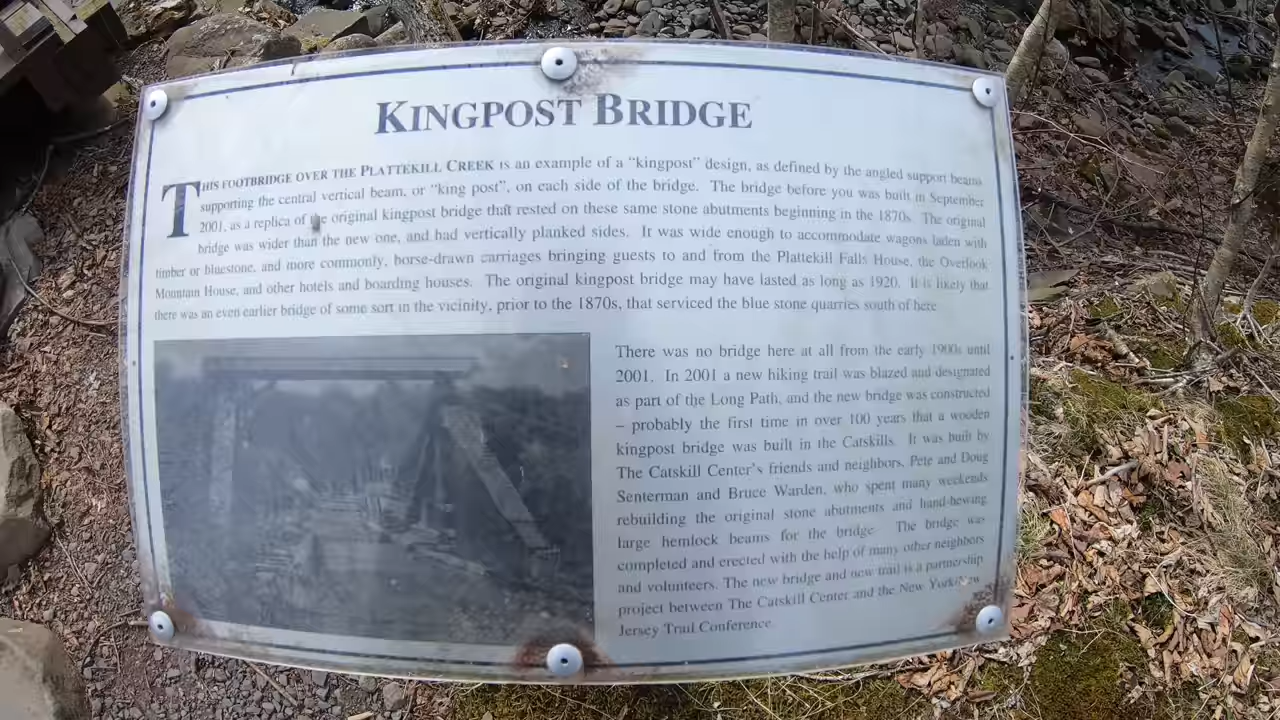 KINGPOST BRIDGE
THIS FOOTBRIDGE OVER THE PLATTEKILL CREEK is an example of a “kingpost” design, as defined by the angled support beams
supporting the central vertical beam, or “king post”, on each side of the bridge. The bridge before you was built in September
2001, as a replica of the original kingpost bridge that rested on these same stone abutments beginning in the 1870s. The original
bridge was wider than the new one, and had vertically planked sides. It was wide enough to accommodate wagons laden with
timber or bluestone, and more commonly, horse-drawn carriages bringing guests to and from the Plattekill Falls House, the Overlook
Mountain House, and other hotels and boarding houses. The original kingpost bridge may have lasted as long as 1920. It is likely that
there was an even earlier bridge of some sort in the vicinity, prior to the 1870s, that serviced the blue stone quarries south of here.
There was no bridge here at all from the early 1900s until
2001. In 2001 a new hiking trail was blazed and designated
as part of the Long Path, and the new bridge was constructed
– probably the first time in over 100 years that a wooden
kingpost bridge was built in the Catskills. It was built by
The Catskill Center’s friends and neighbors, Pete and Doug
Senterman and Bruce Warden, who spent many weekends
rebuilding the original stone abutments and hand-hewing
large hemlock beams for the bridge. The bridge was
completed and erected with the help of many other neighbors
and volunteers. The new bridge and new trail is a partnership
project between The Catskill Center and the New York-New
Jersey Trail Conference.